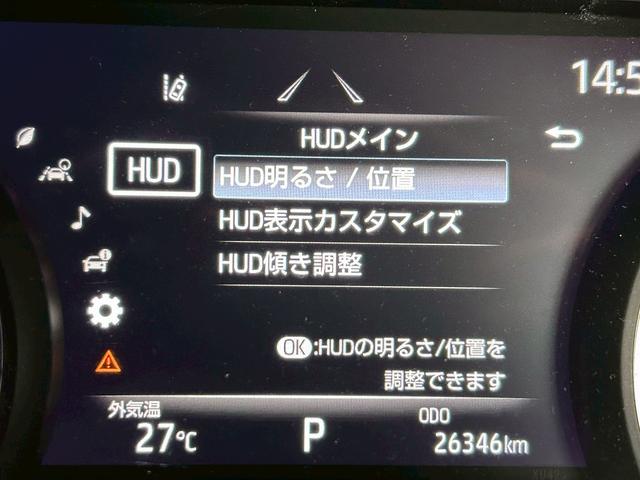 14:5
HUDメイン
HUD
HUD明るさ / 位置
HUD表示カスタマイズ
HUD傾き調整
OK:HUDの明るさ/位置を
調整できます
外気温
27℃
P
ODO
26346km